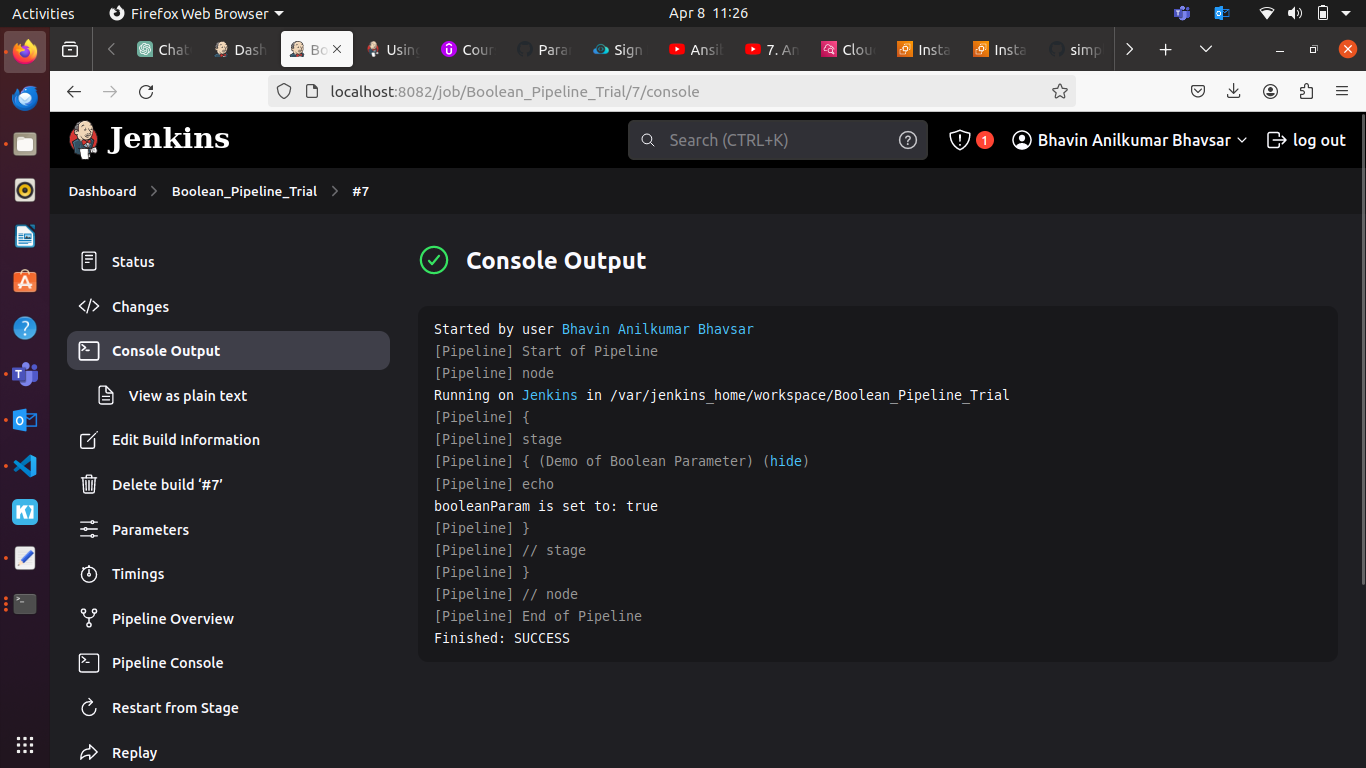 Activities Firefox Web Browser Apr 8 11:26
Chat Dash Bo Using Cour Para Sign Ansi 7. An Clou Insta Insta simp
localhost:8082/job/Boolean_Pipeline_Trial/7/console
Jenkins Search (CTRL+K) 1 Bhavin Anilkumar Bhavsar log out
Dashboard Boolean_Pipeline_Trial #7
Status
Changes
Console Output
View as plain text
Edit Build Information
Delete build ‘#7’
Parameters
Timings
Pipeline Overview
Pipeline Console
Restart from Stage
Replay
Console Output
Started by user Bhavin Anilkumar Bhavsar
[Pipeline] Start of Pipeline
[Pipeline] node
Running on Jenkins in /var/jenkins_home/workspace/Boolean_Pipeline_Trial
[Pipeline] {
[Pipeline] stage
[Pipeline] { (Demo of Boolean Parameter) (hide)
[Pipeline] echo
booleanParam is set to: true
[Pipeline] }
[Pipeline] // stage
[Pipeline] }
[Pipeline] // node
[Pipeline] End of Pipeline
Finished: SUCCESS